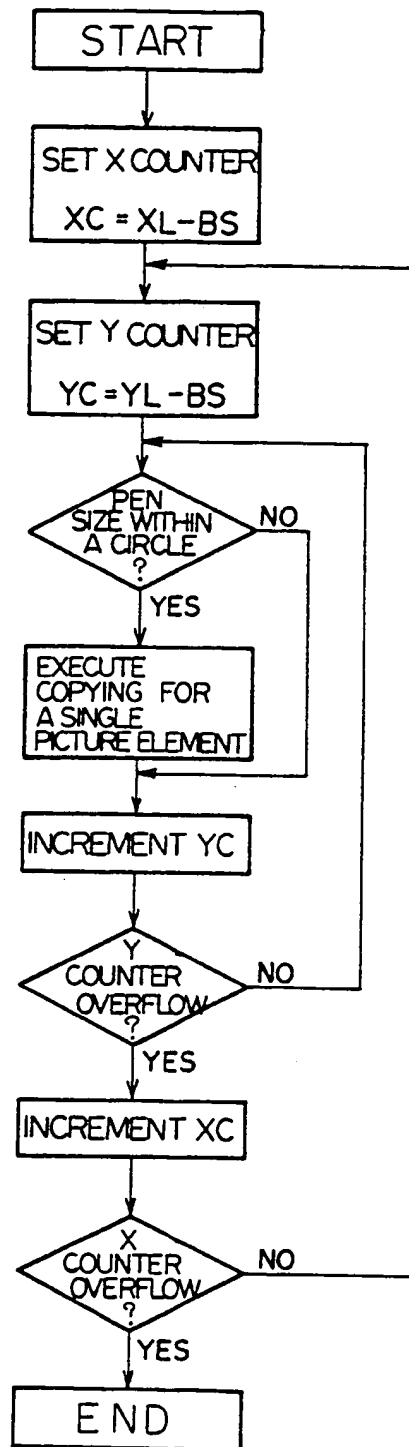 START
SET X COUNTER
XC = XL-BS
SET Y COUNTER
YC = YL-BS
PEN
SIZE WITHIN
A CIRCLE
?
NO
YES
EXECUTE
COPYING FOR
A SINGLE
PICTURE ELEMENT
INCREMENT YC
Y
COUNTER
OVERFLOW
?
NO
YES
INCREMENT XC
X
COUNTER
OVERFLOW
?
NO
YES
END